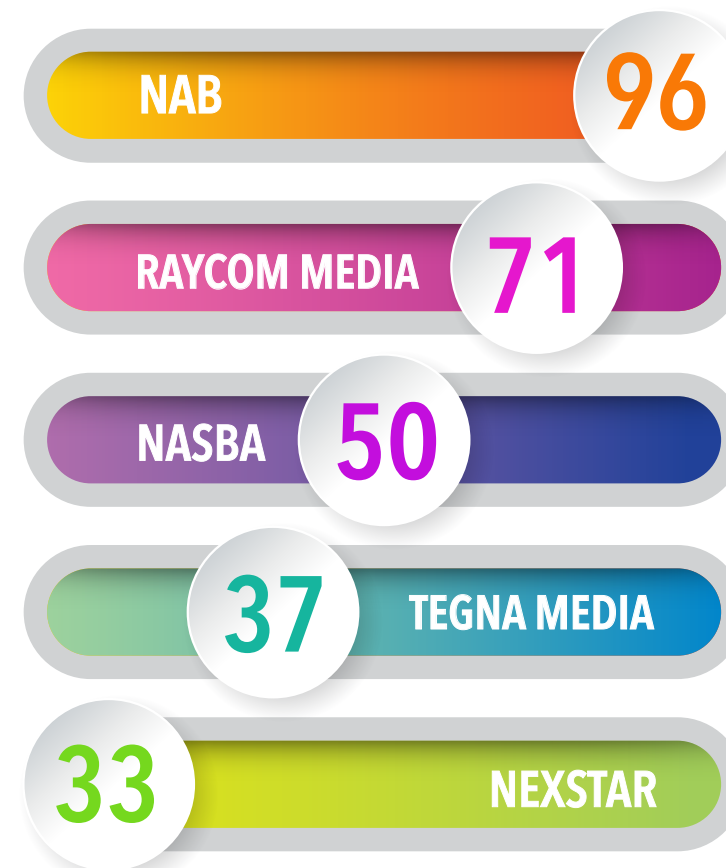 NAB 96
RAYCOM MEDIA 71
NASBA 50
37 TEGNA MEDIA
33 NEXSTAR